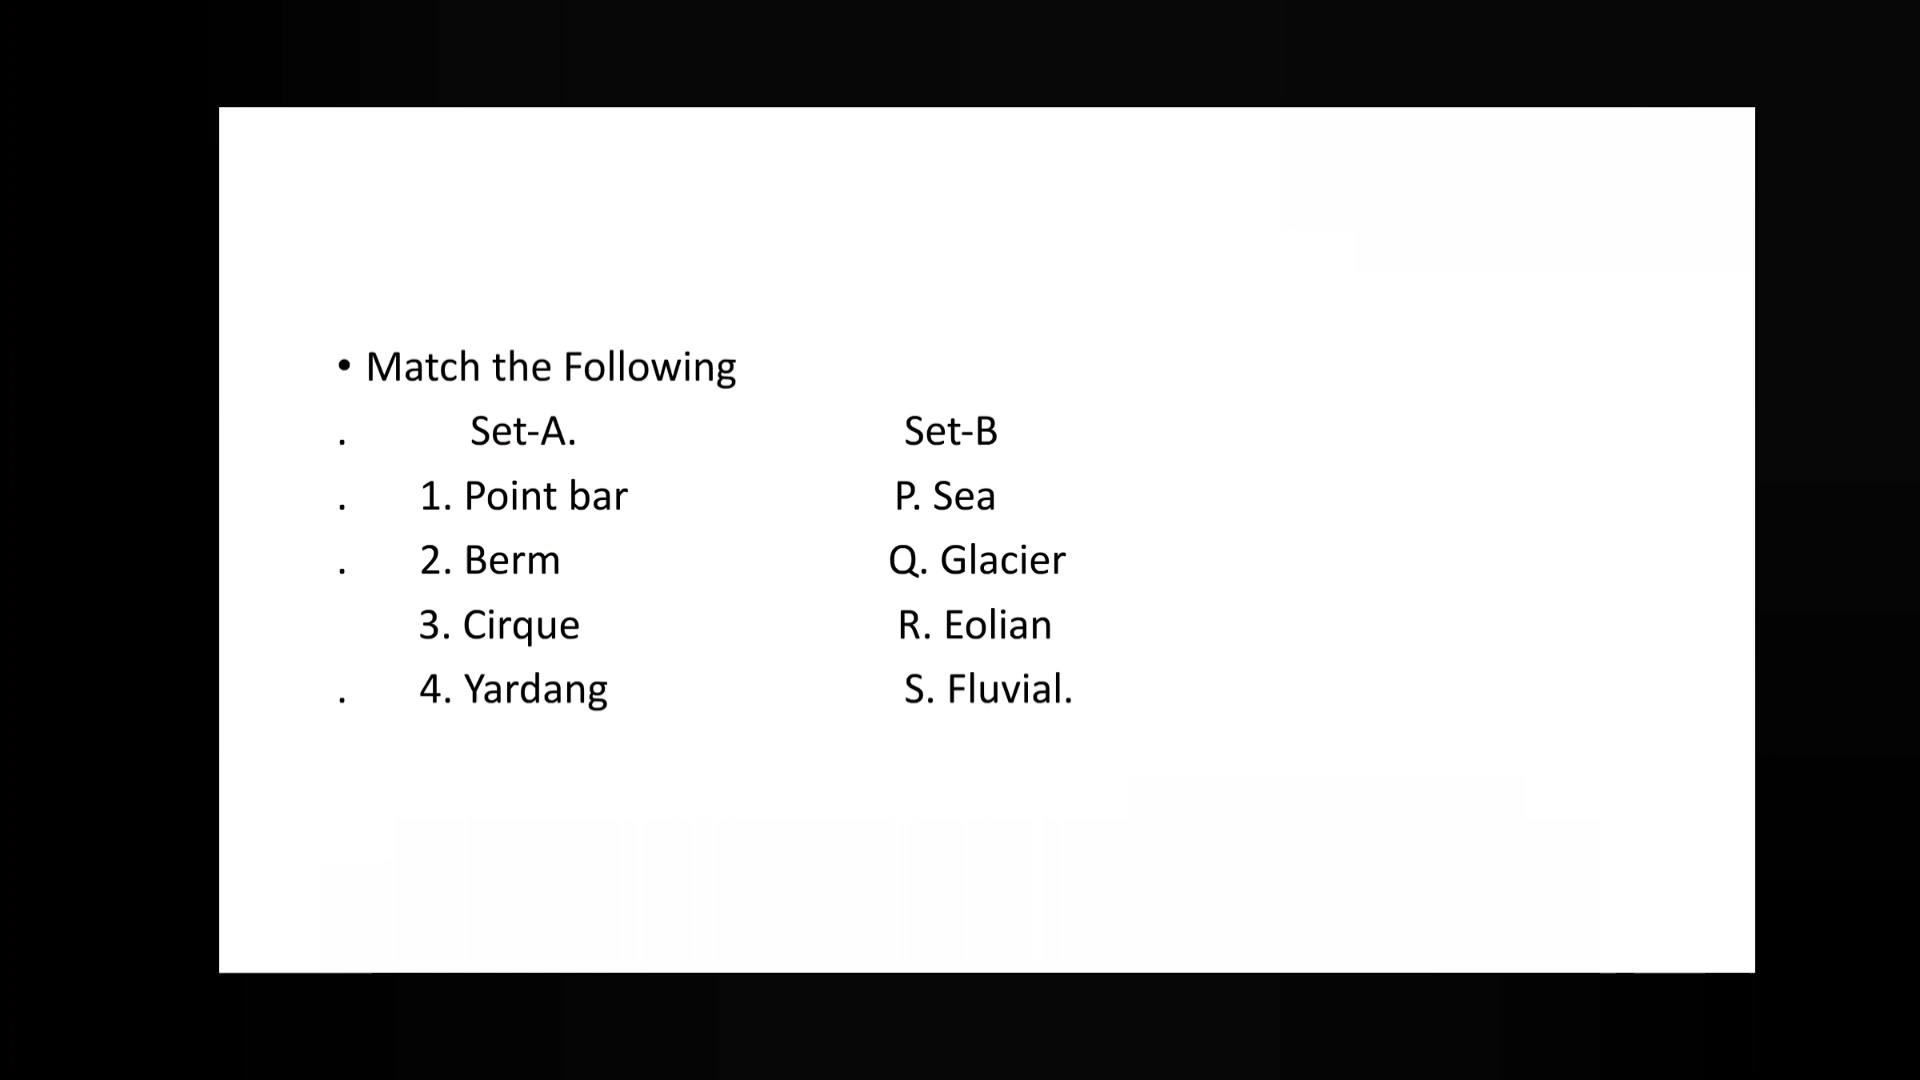 • Match the Following
. Set-A. Set-B
. 1. Point bar P. Sea
. 2. Berm Q. Glacier
3. Cirque R. Eolian
. 4. Yardang S. Fluvial.